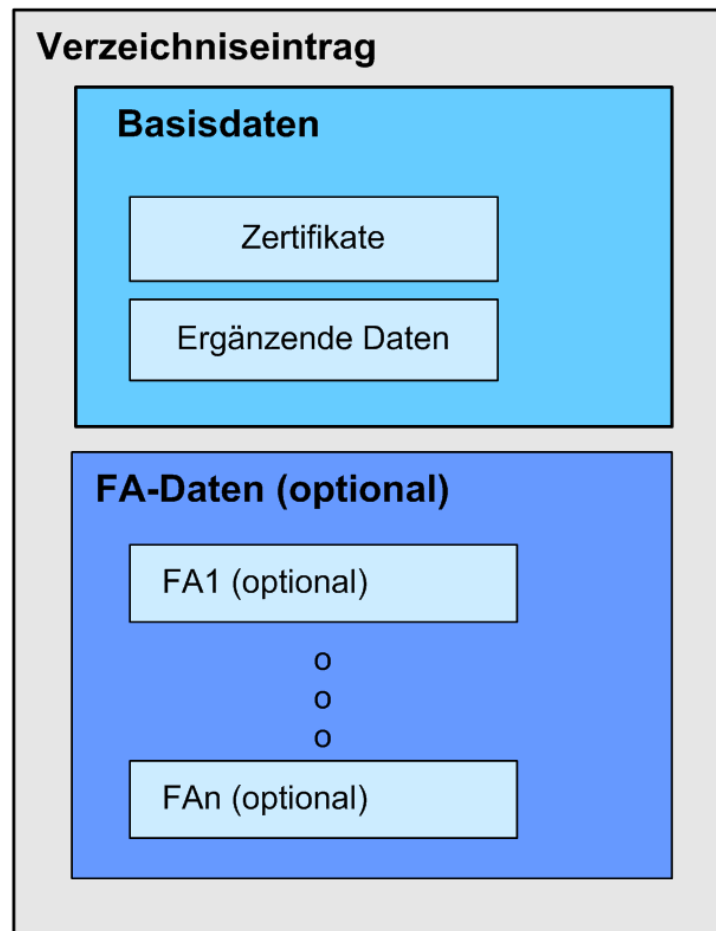 Verzeichniseintrag
Basisdaten
Zertifikate
Ergänzende Daten
FA-Daten (optional)
FA1 (optional)
o
o
o
FAn (optional)